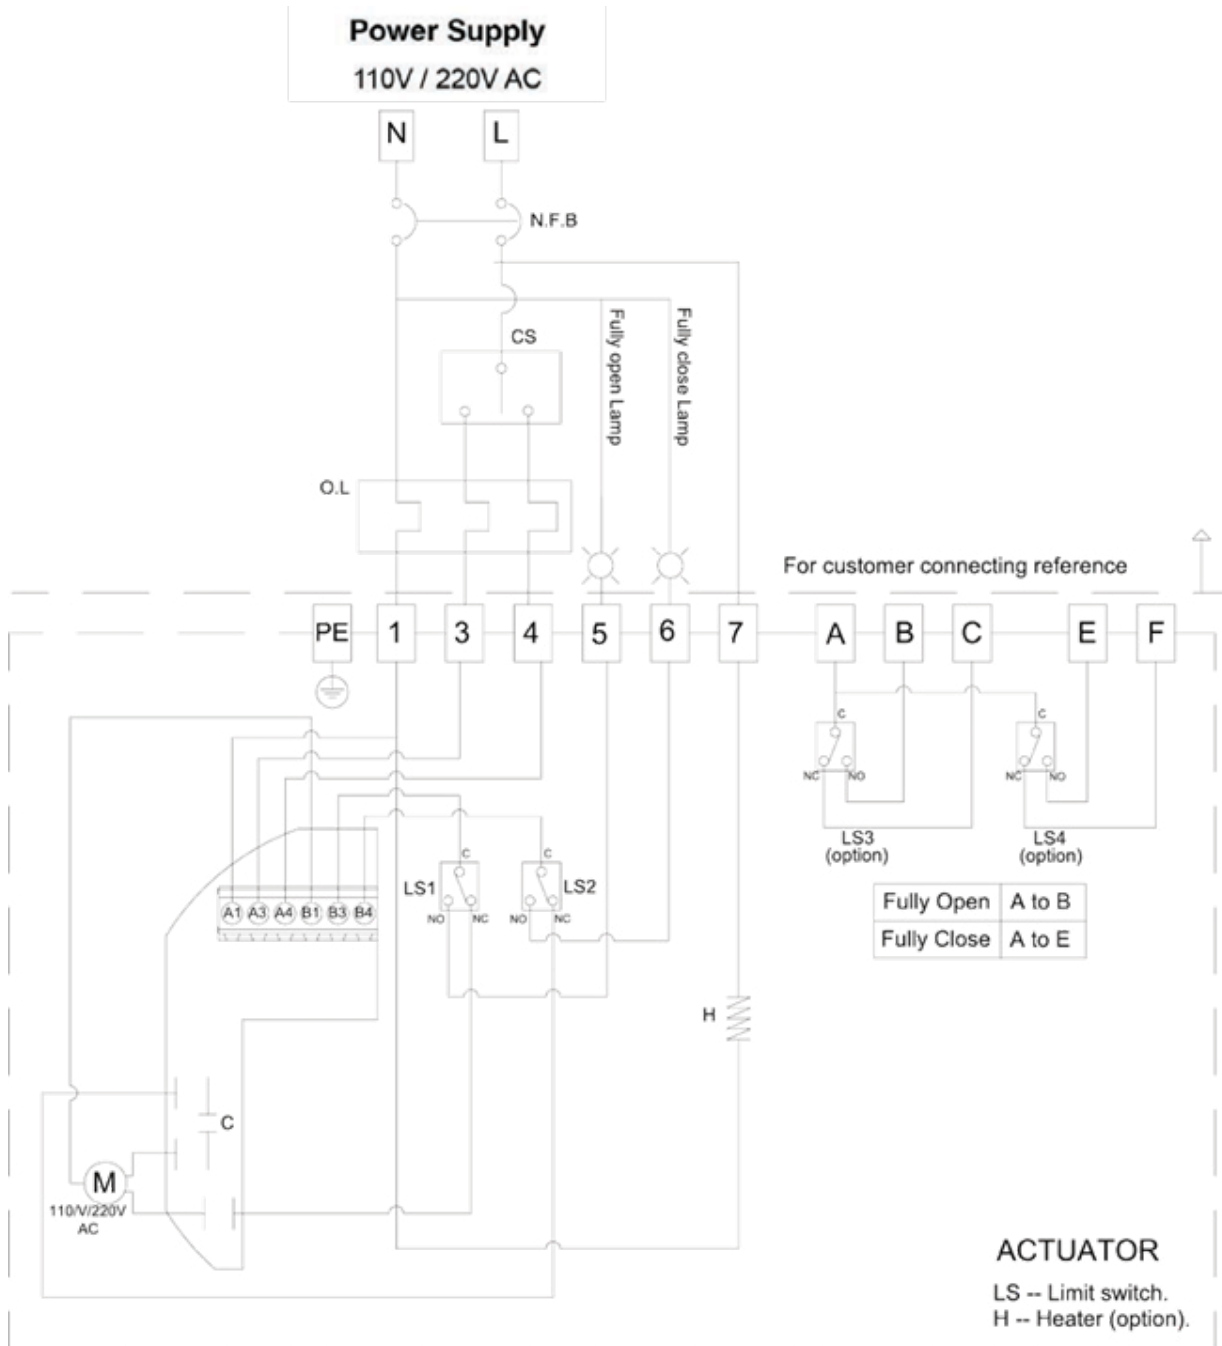 Power Supply
110V / 220V AC
N L
N.F.B
CS
Fully open Lamp
Fully close Lamp
O.L
For customer connecting reference
PE 1 3 4 5 6 7 A B C E F
C C
NC NO NC NO
LS3
(option)
LS4
(option)
C C
LS1 LS2
NO NC NO NC
A1 A3 A4 B1 B3 B4
Fully Open A to B
Fully Close A to E
H
C
M
110/V/220V
AC
ACTUATOR
LS -- Limit switch.
H -- Heater (option).